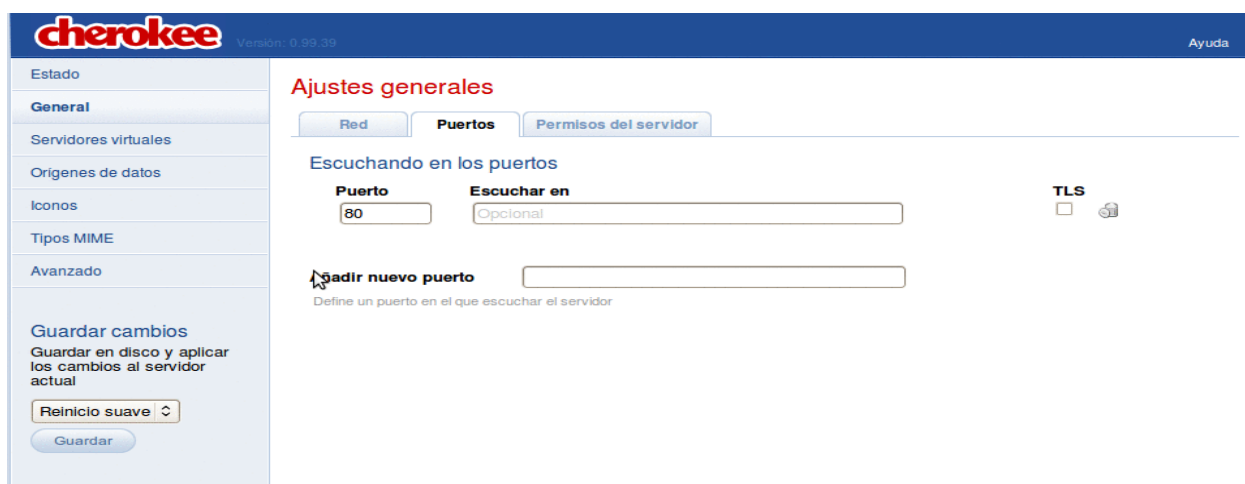 cherokee
Versión: 0.99.39
Ayuda
Estado
General
Servidores virtuales
Orígenes de datos
Iconos
Tipos MIME
Avanzado
Guardar cambios
Guardar en disco y aplicar
los cambios al servidor
actual
Reinicio suave
Guardar
Ajustes generales
Red Puertos Permisos del servidor
Escuchando en los puertos
Puerto Escuchar en TLS
80 Opcional
Añadir nuevo puerto
Define un puerto en el que escuchar el servidor